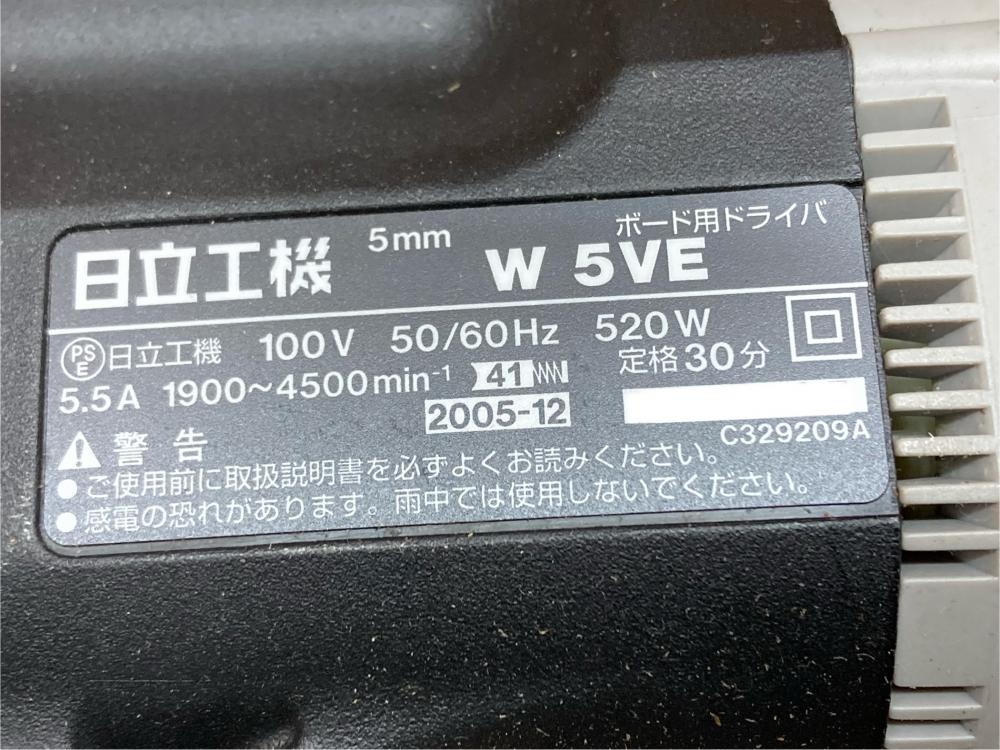 日立工機 5mm ボード用ドライバ
W 5VE
PSE 日立工機 100V 50/60Hz 520W
5.5A 1900~4500min⁻¹ 41 定格30分
2005-12
C329209A
警告
●ご使用前に取扱説明書を必ずよくお読みください。
●感電の恐れがあります。雨中では使用しないでください。